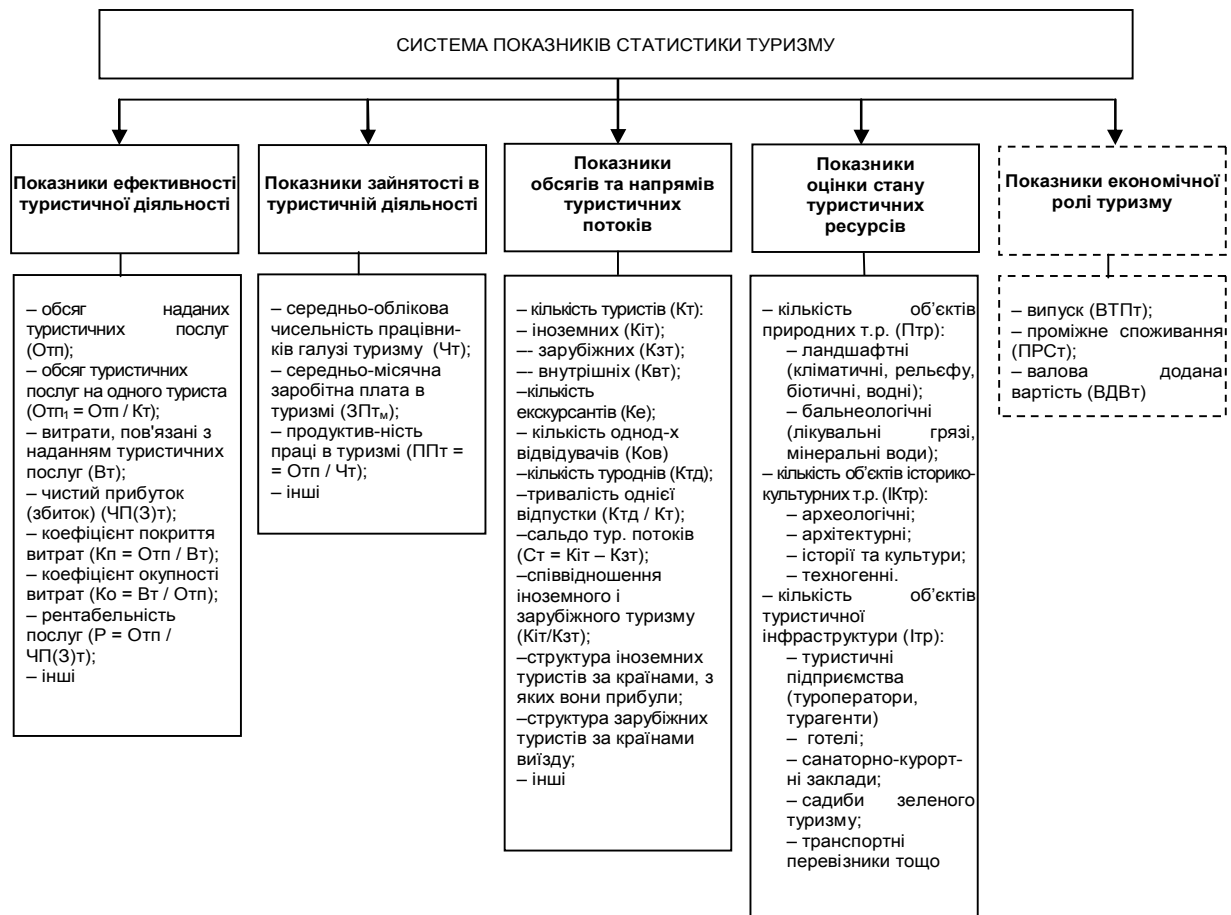 СИСТЕМА ПОКАЗНИКІВ СТАТИСТИКИ ТУРИЗМУ
Показники ефективності
туристичної діяльності
– обсяг наданих
туристичних послуг
(Отп);
– обсяг туристичних
послуг на одного туриста
(Отп₁ = Отп / Кт);
– витрати, пов'язані з
наданням туристичних
послуг (Вт);
– чистий прибуток
(збиток) (ЧП(З)т);
– коефіцієнт покриття
витрат (Кп = Отп / Вт);
– коефіцієнт окупності
витрат (Ко = Вт / Отп);
– рентабельність
послуг (Р = Отп /
ЧП(З)т);
– інші
Показники зайнятості в
туристичній діяльності
– середньо-облікова
чисельність працівни-
ків галузі туризму (Чт);
– середньо-місячна
заробітна плата в
туризмі (ЗПтм);
– продуктив-ність
праці в туризмі (ППт =
= Отп / Чт);
– інші
Показники
обсягів та напрямів
туристичних
потоків
– кількість туристів (Кт):
– іноземних (Кіт);
–- зарубіжних (Кзт);
–- внутрішніх (Квт);
–кількість
екскурсантів (Ке);
– кількість однод-х
відвідувачів (Ков)
–кількість туроднів (Ктд);
–тривалість однієї
відпустки (Ктд / Кт);
–сальдо тур. потоків
(Ст = Кіт – Кзт);
–співвідношення
іноземного і
зарубіжного туризму
(Кіт/Кзт);
–структура іноземних
туристів за країнами, з
яких вони прибули;
–структура зарубіжних
туристів за країнами
виїзду;
– інші
Показники
оцінки стану
туристичних
ресурсів
– кількість об’єктів
природних т.р. (Птр):
– ландшафтні
(кліматичні, рельєфу,
біотичні, водні);
– бальнеологічні
(лікувальні грязі,
мінеральні води);
– кількість об’єктів історико-
культурних т.р. (ІКтр):
– археологічні;
– архітектурні;
– історії та культури;
– техногенні.
– кількість об’єктів
туристичної
інфраструктури (Ітр):
– туристичні
підприємства
(туроператори,
турагенти)
– готелі;
– санаторно-курорт-
ні заклади;
– садиби зеленого
туризму;
– транспортні
перевізники тощо
Показники економічної
ролі туризму
– випуск (ВТПт);
– проміжне споживання
(ПРСт);
– валова додана
вартість (ВДВт)